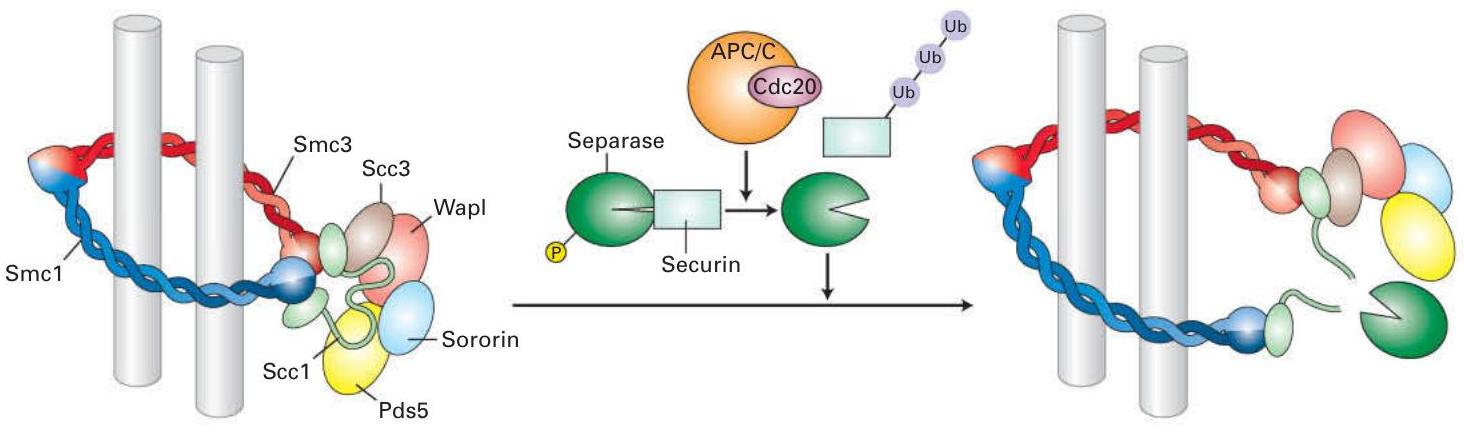 Smc3
Scc3
Wapl
Smc1
Sororin
Scc1
Pds5
APC/C
Cdc20
Ub
Ub
Ub
Separase
P
Securin